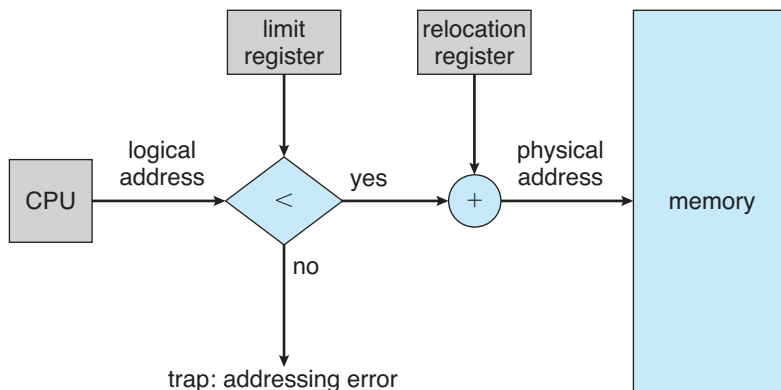 limit
register
relocation
register
logical
address
physical
address
CPU
<
yes
+
memory
no
trap: addressing error